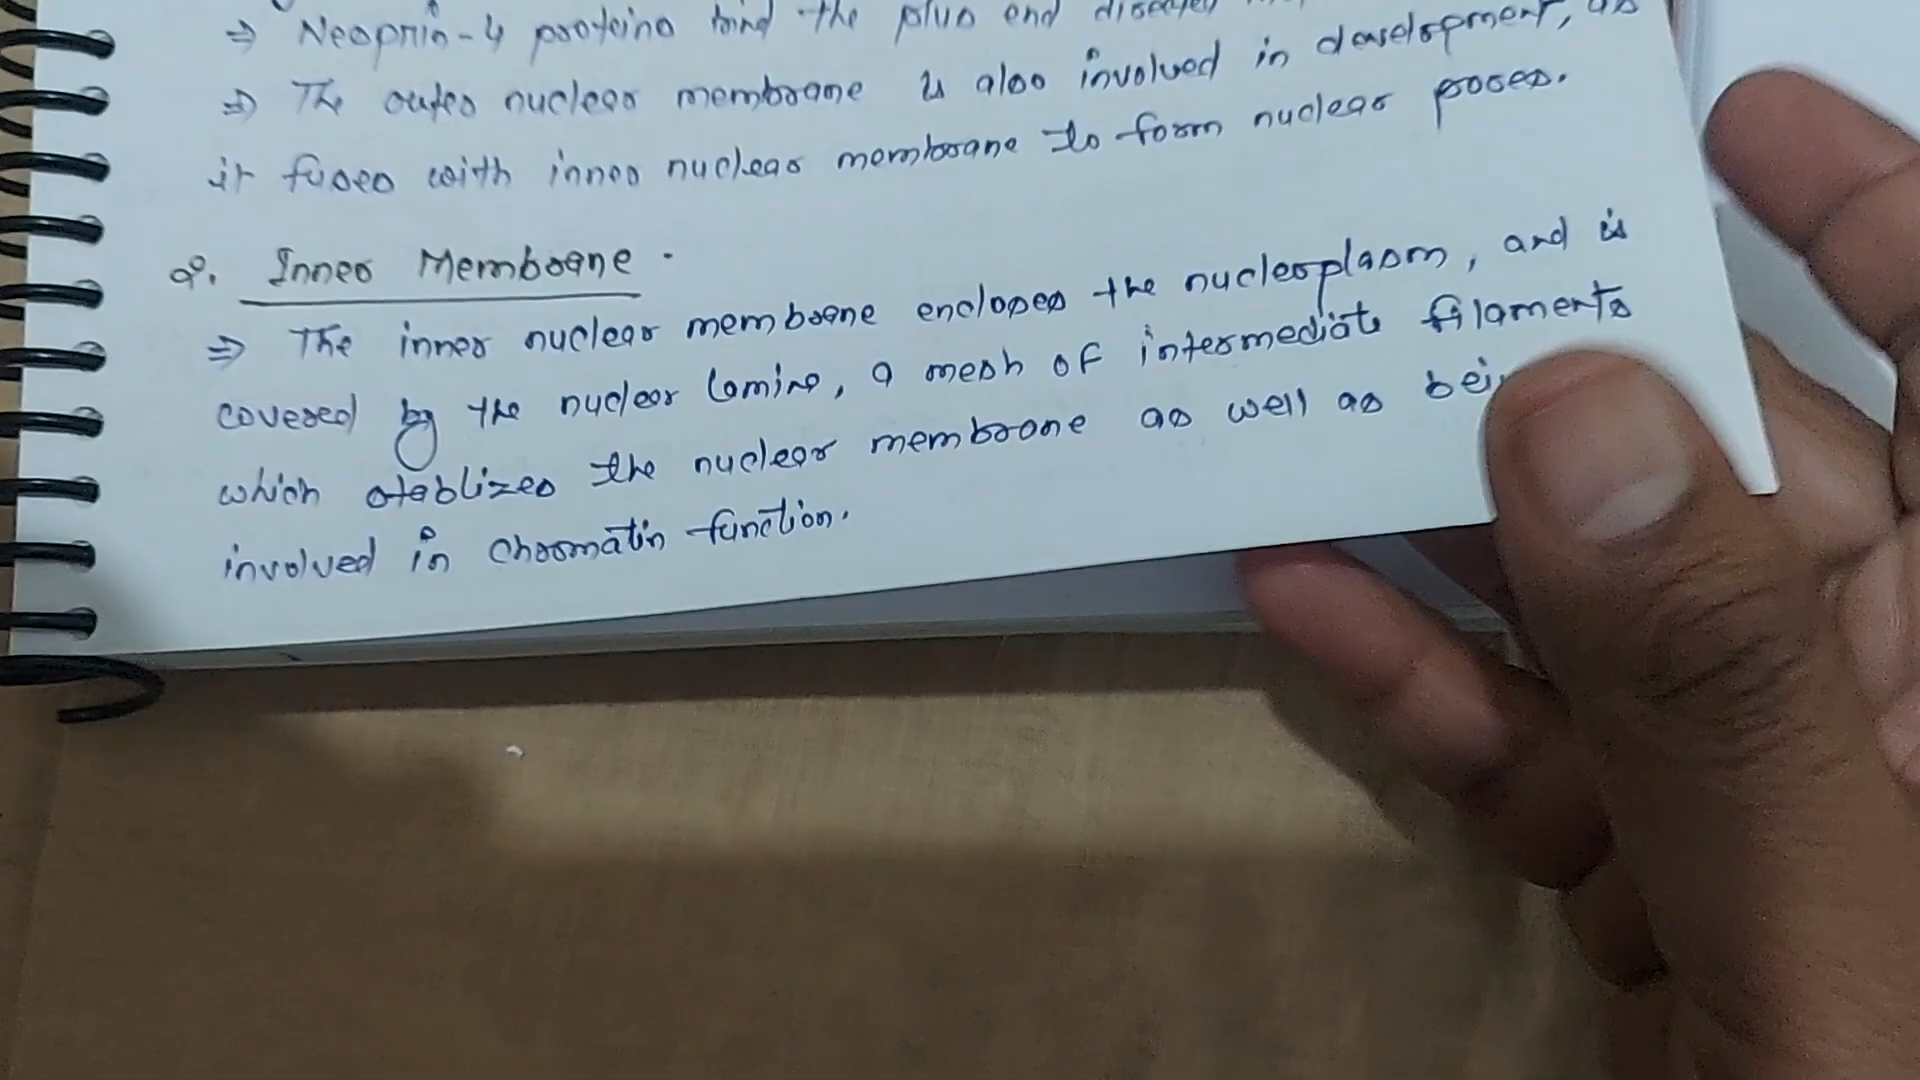 ⇒ Neoprin-4 proteins bind the plus end
⇒ The outer nuclear membrane is also involved in development, as
it fuses with inner nuclear membrane to form nuclear pores.
2. Inner Membrane.
⇒ The inner nuclear membrane encloses the nucleoplasm, and is
covered by the nuclear lamina, a mesh of intermediate filaments
which stablizes the nuclear membrane as well as
involved in chromatin function.